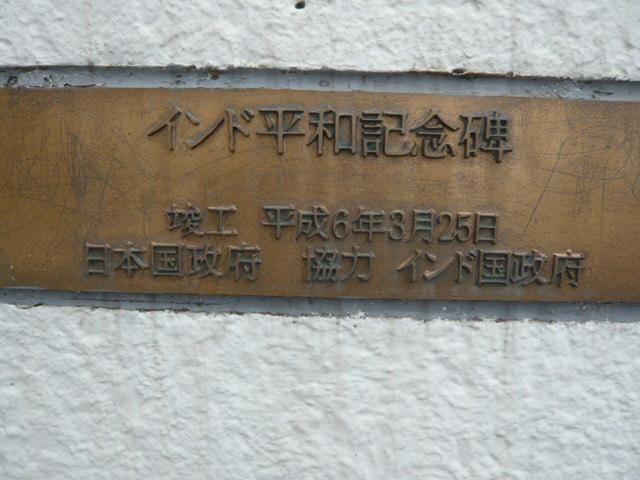 インド平和記念碑
竣工 平成6年3月25日
日本国政府 協力 インド国政府